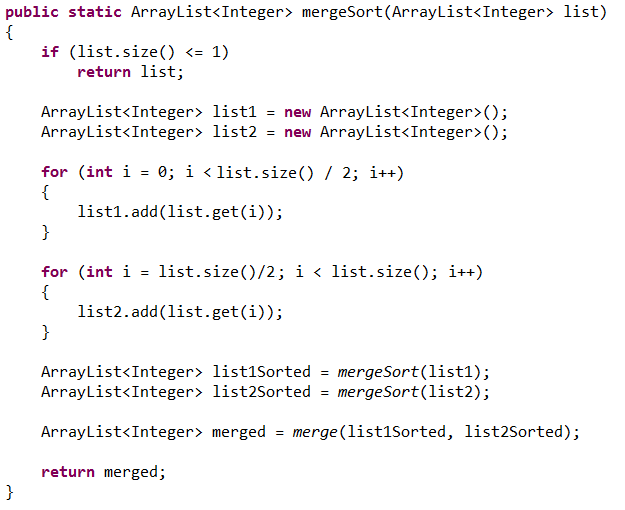 public static ArrayList<Integer> mergeSort(ArrayList<Integer> list)
{
    if (list.size() <= 1)
        return list;

    ArrayList<Integer> list1 = new ArrayList<Integer>();
    ArrayList<Integer> list2 = new ArrayList<Integer>();

    for (int i = 0; i < list.size() / 2; i++)
    {
        list1.add(list.get(i));
    }

    for (int i = list.size()/2; i < list.size(); i++)
    {
        list2.add(list.get(i));
    }

    ArrayList<Integer> list1Sorted = mergeSort(list1);
    ArrayList<Integer> list2Sorted = mergeSort(list2);

    ArrayList<Integer> merged = merge(list1Sorted, list2Sorted);

    return merged;
}